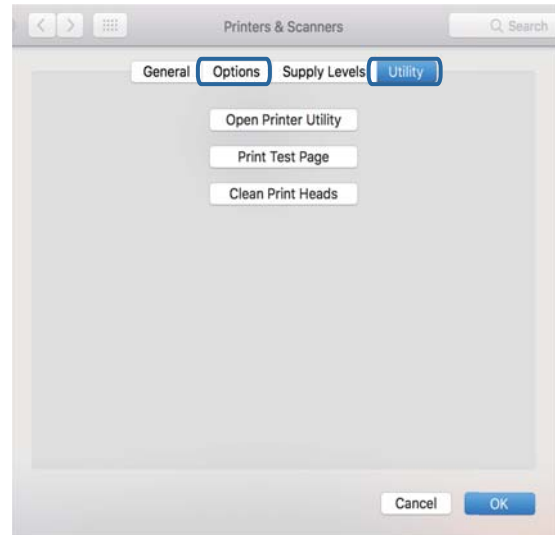 Printers & Scanners Search
General Options Supply Levels Utility
Open Printer Utility
Print Test Page
Clean Print Heads
Cancel OK